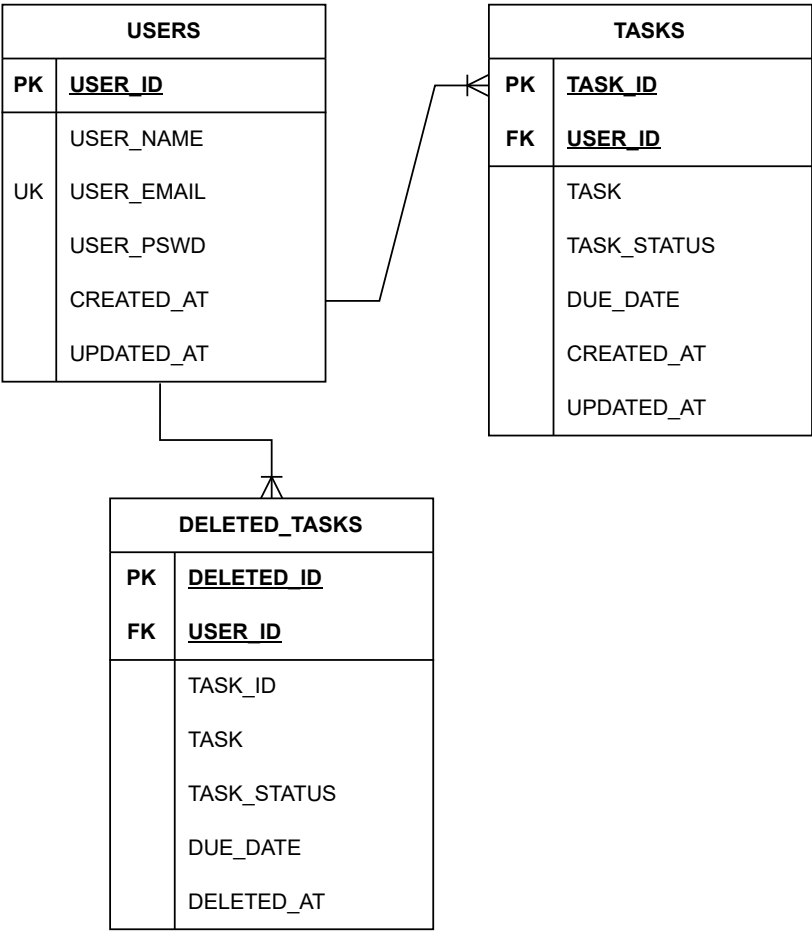 USERS
PK USER_ID
USER_NAME
UK USER_EMAIL
USER_PSWD
CREATED_AT
UPDATED_AT
TASKS
PK TASK_ID
FK USER_ID
TASK
TASK_STATUS
DUE_DATE
CREATED_AT
UPDATED_AT
DELETED_TASKS
PK DELETED_ID
FK USER_ID
TASK_ID
TASK
TASK_STATUS
DUE_DATE
DELETED_AT